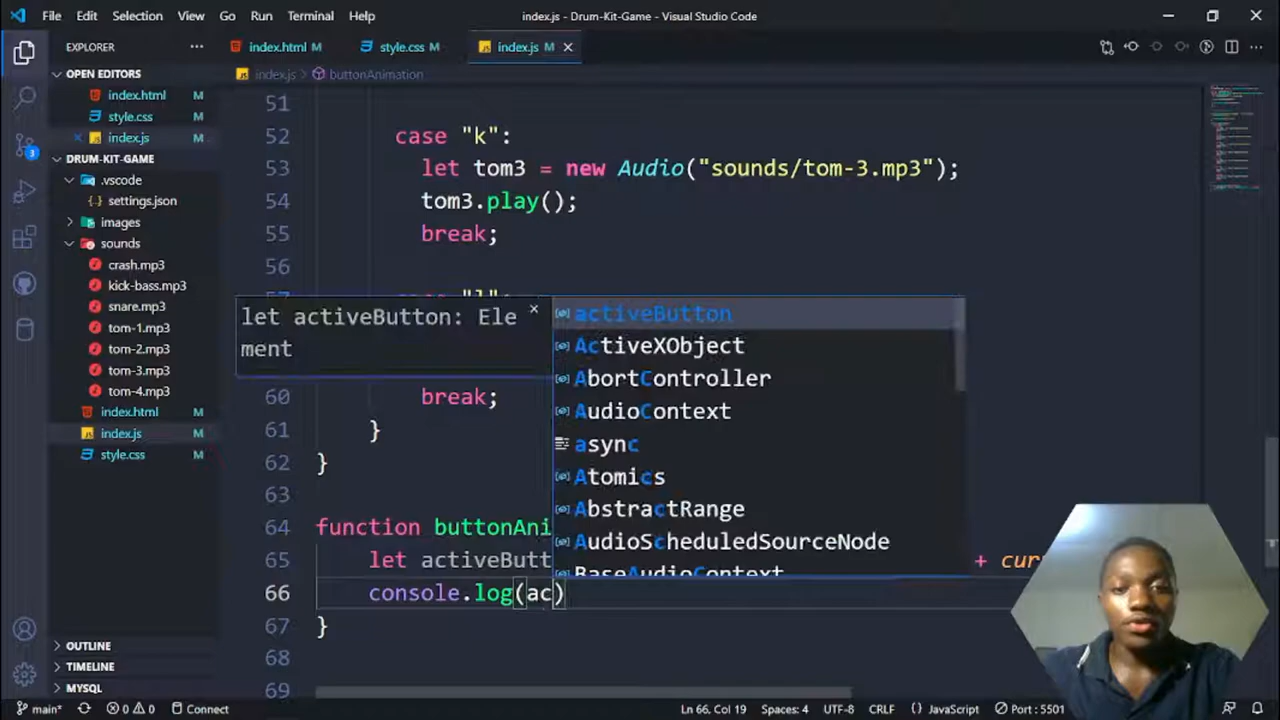 File Edit Selection View Go Run Terminal Help
index.js - Drum-Kit-Game - Visual Studio Code
EXPLORER
index.html M
style.css M
index.js M
OPEN EDITORS
index.html M
style.css M
index.js M
DRUM-KIT-GAME
.vscode
settings.json
images
sounds
crash.mp3
kick-bass.mp3
snare.mp3
tom-1.mp3
tom-2.mp3
tom-3.mp3
tom-4.mp3
index.html M
index.js M
style.css M
OUTLINE
TIMELINE
MYSQL
3
index.js > buttonAnimation
51
52 case "k":
53 let tom3 = new Audio("sounds/tom-3.mp3");
54 tom3.play();
55 break;
56
let activeButton: Ele
ment
activeButton
ActiveXObject
AbortController
AudioContext
async
Atomics
AbstractRange
AudioScheduledSourceNode
BaseAudioContext
60 break;
61 }
62 }
63
64 function buttonAni
65 let activeButt + cur
66 console.log(ac)
67 }
68
69
main* 0 0 Connect
Ln 66, Col 19 Spaces: 4 UTF-8 CRLF {} JavaScript Port : 5501